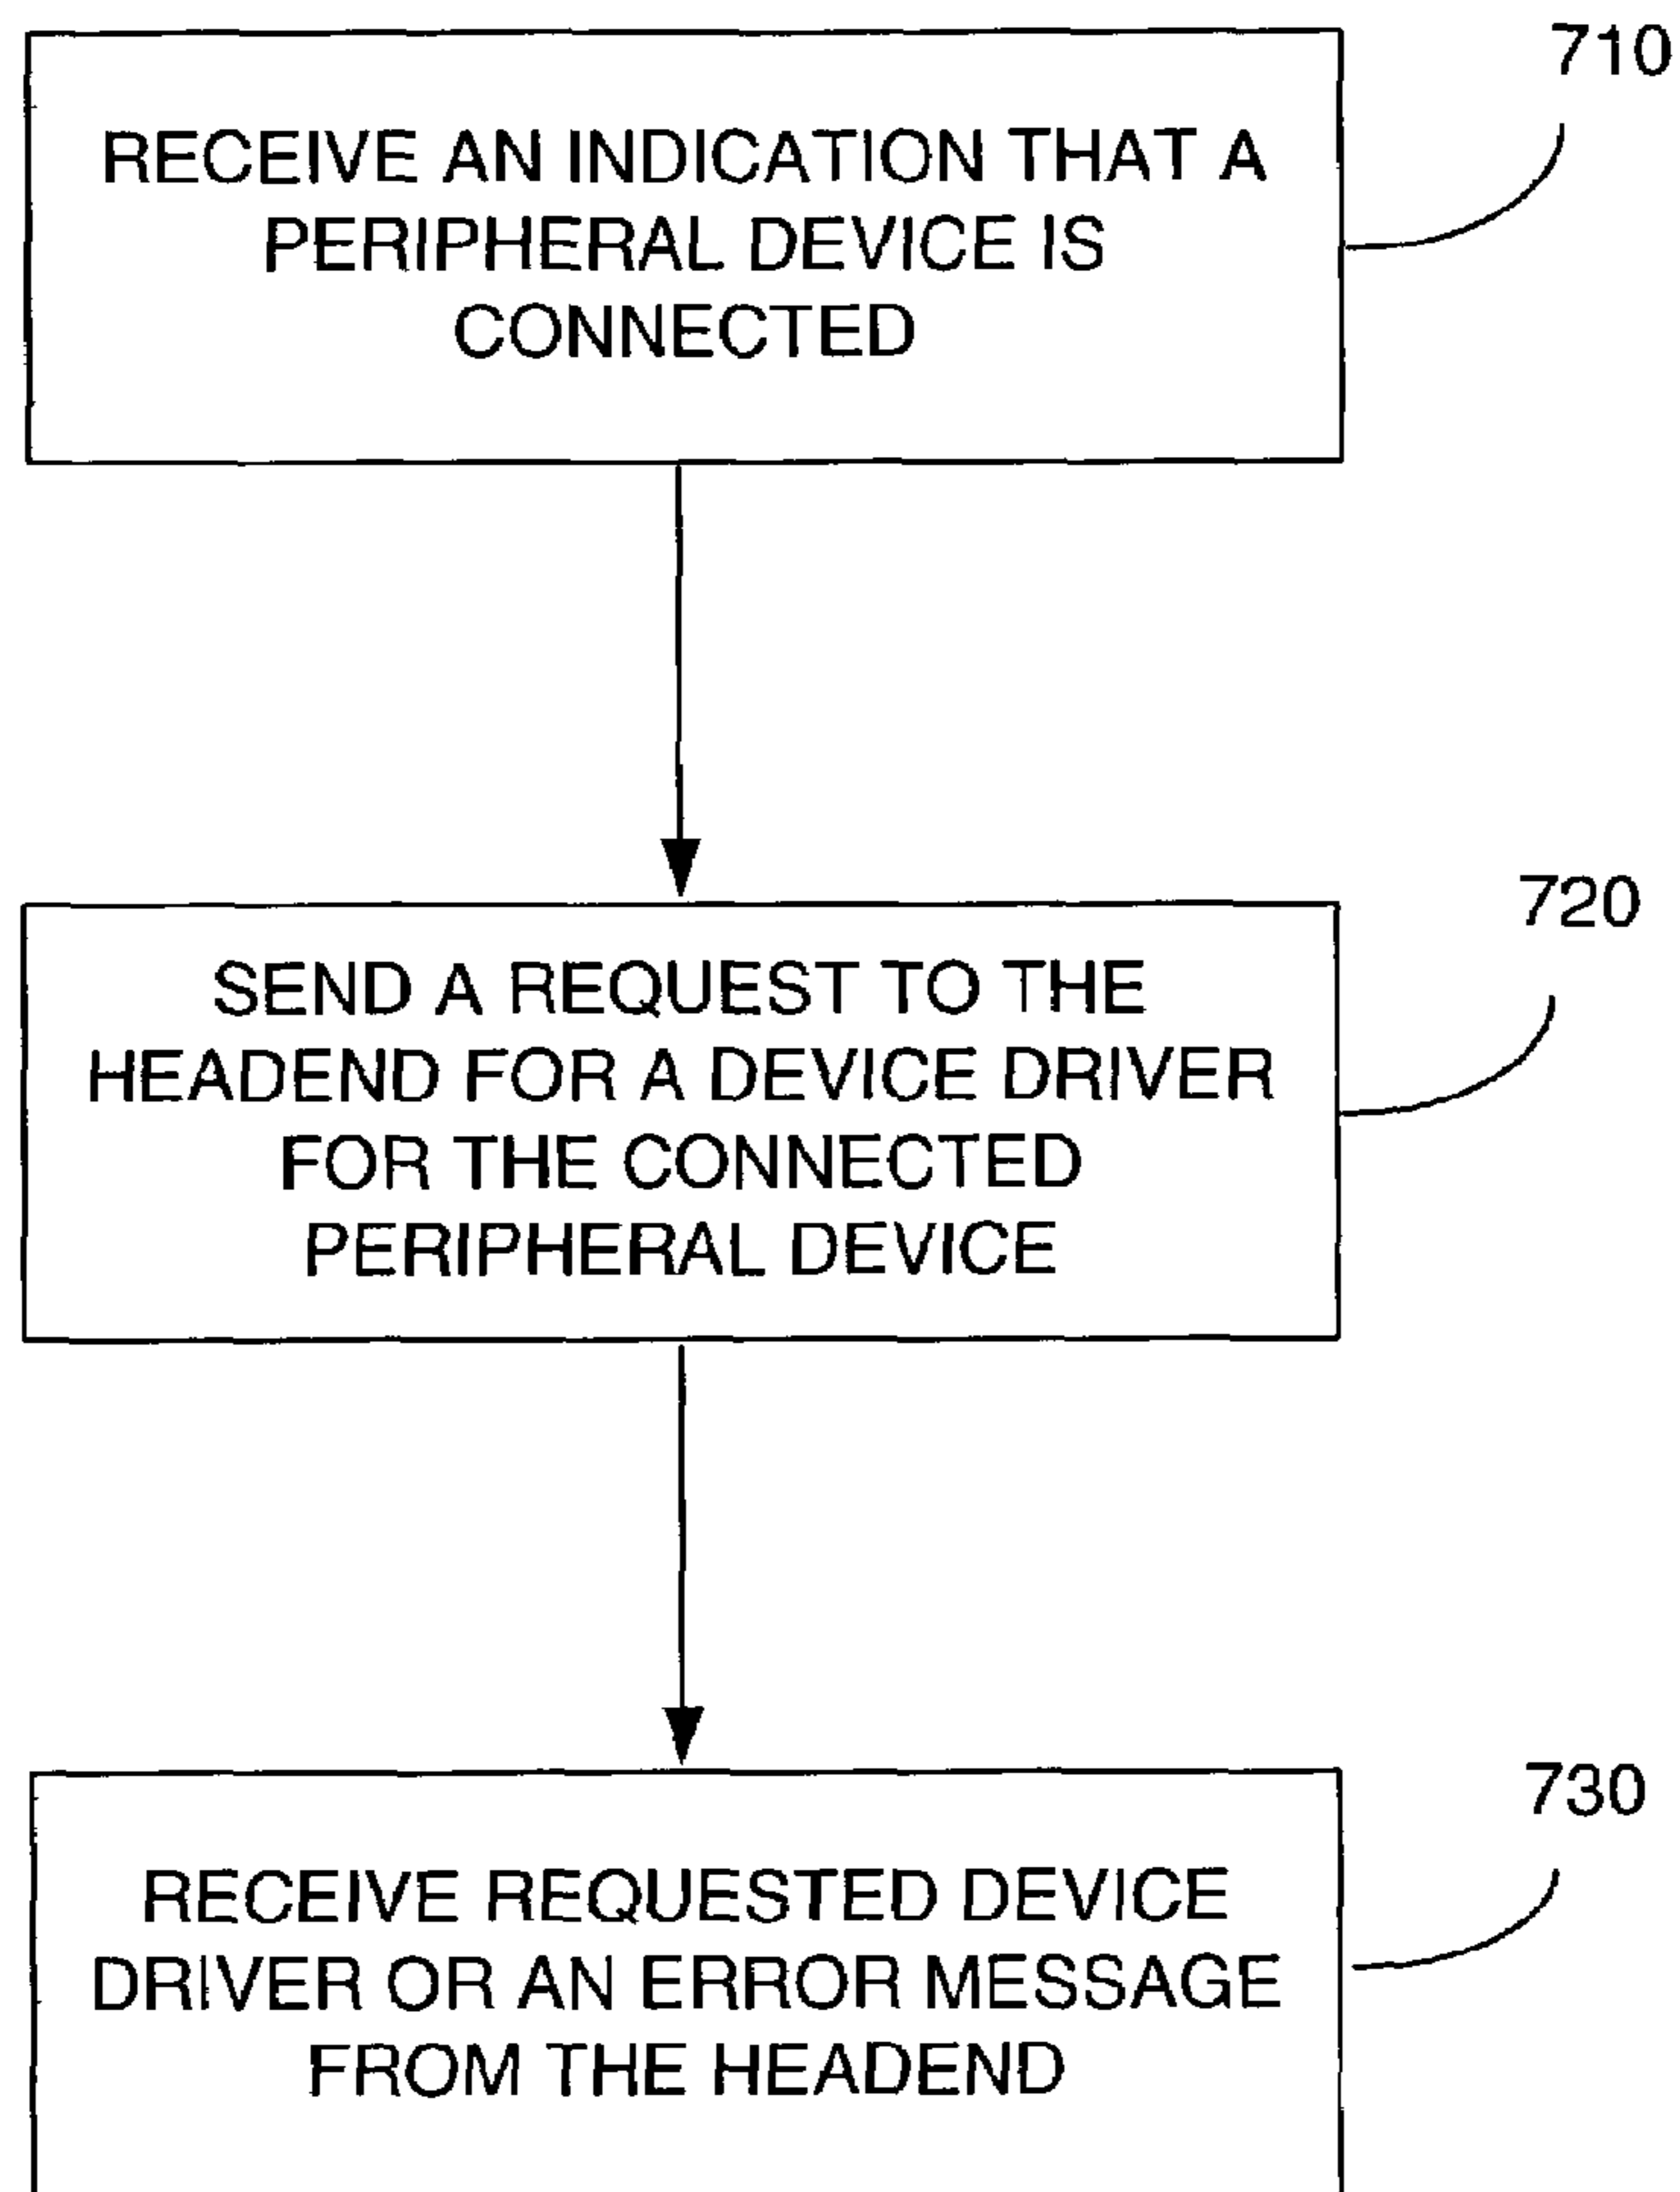 710
RECEIVE AN INDICATION THAT A
PERIPHERAL DEVICE IS
CONNECTED
720
SEND A REQUEST TO THE
HEADEND FOR A DEVICE DRIVER
FOR THE CONNECTED
PERIPHERAL DEVICE
730
RECEIVE REQUESTED DEVICE
DRIVER OR AN ERROR MESSAGE
FROM THE HEADEND